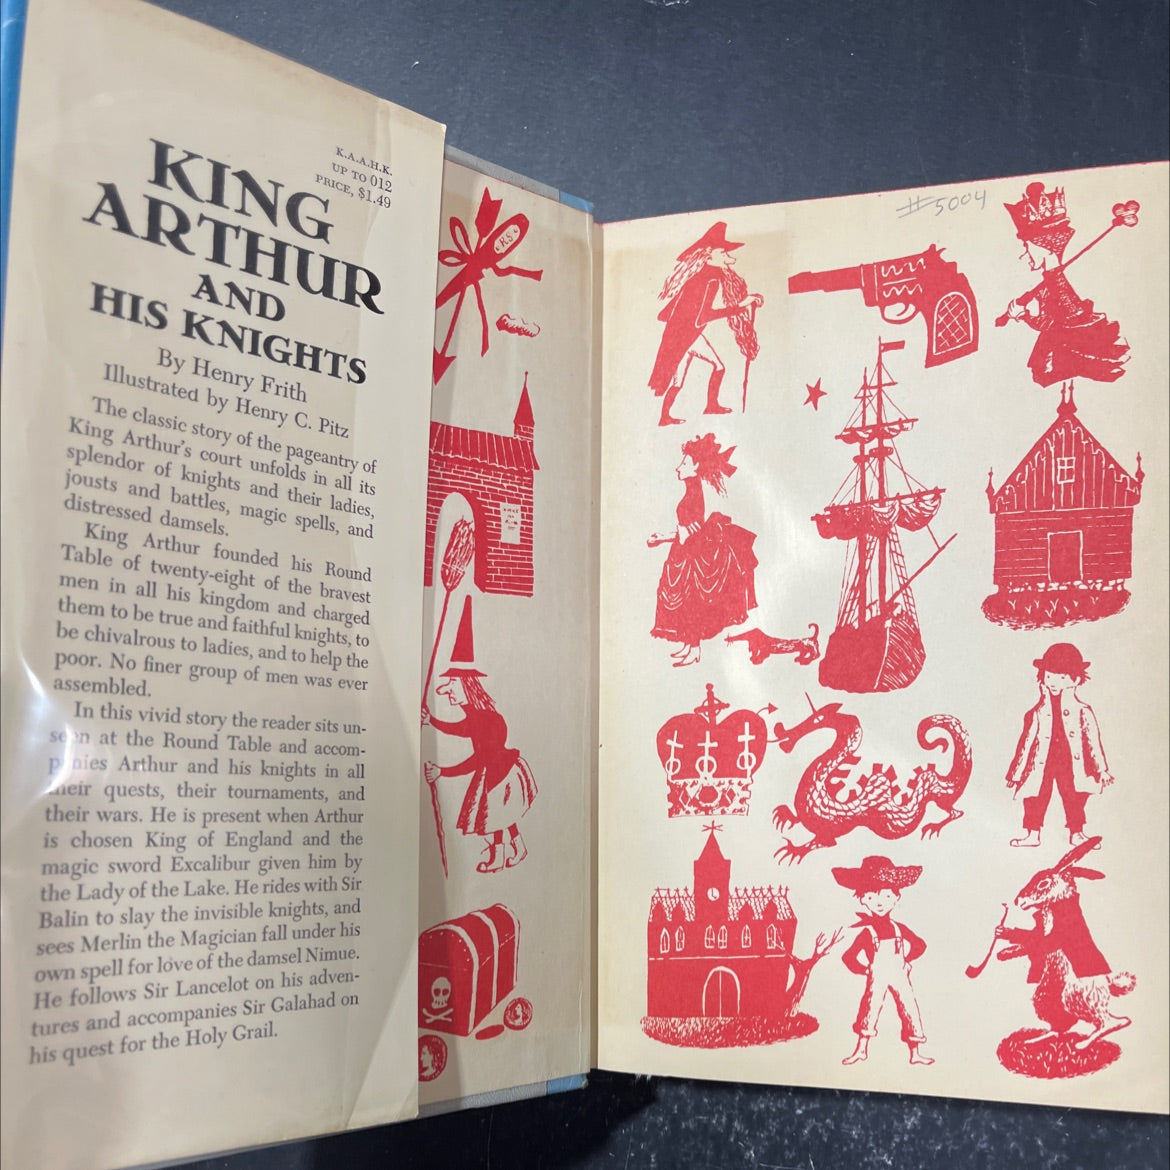 K.A.A.H.K.
UP TO 012
PRICE, $1.49
KING
ARTHUR
AND
HIS KNIGHTS
By Henry Frith
Illustrated by Henry C. Pitz
The classic story of the pageantry of
King Arthur's court unfolds in all its
splendor of knights and their ladies,
jousts and battles, magic spells, and
distressed damsels.
King Arthur founded his Round
Table of twenty-eight of the bravest
men in all his kingdom and charged
them to be true and faithful knights, to
be chivalrous to ladies, and to help the
poor. No finer group of men was ever
assembled.
In this vivid story the reader sits un-
seen at the Round Table and accom-
panies Arthur and his knights in all
their quests, their tournaments, and
their wars. He is present when Arthur
is chosen King of England and the
magic sword Excalibur given him by
the Lady of the Lake. He rides with Sir
Balin to slay the invisible knights, and
sees Merlin the Magician fall under his
own spell for love of the damsel Nimue.
He follows Sir Lancelot on his adven-
tures and accompanies Sir Galahad on
his quest for the Holy Grail.
RS
#5004